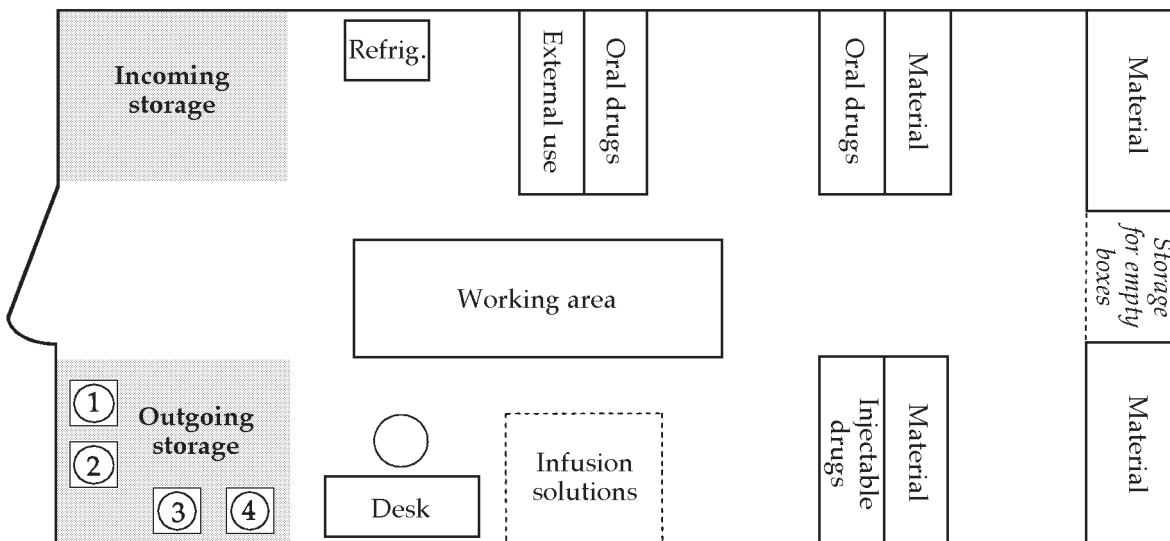 Incoming
storage
Refrig.
External use
Oral drugs
Oral drugs
Material
Material
Storage
for empty
boxes
Working area
1
2
Outgoing
storage
3
4
Desk
Infusion
solutions
Injectable
drugs
Material
Material